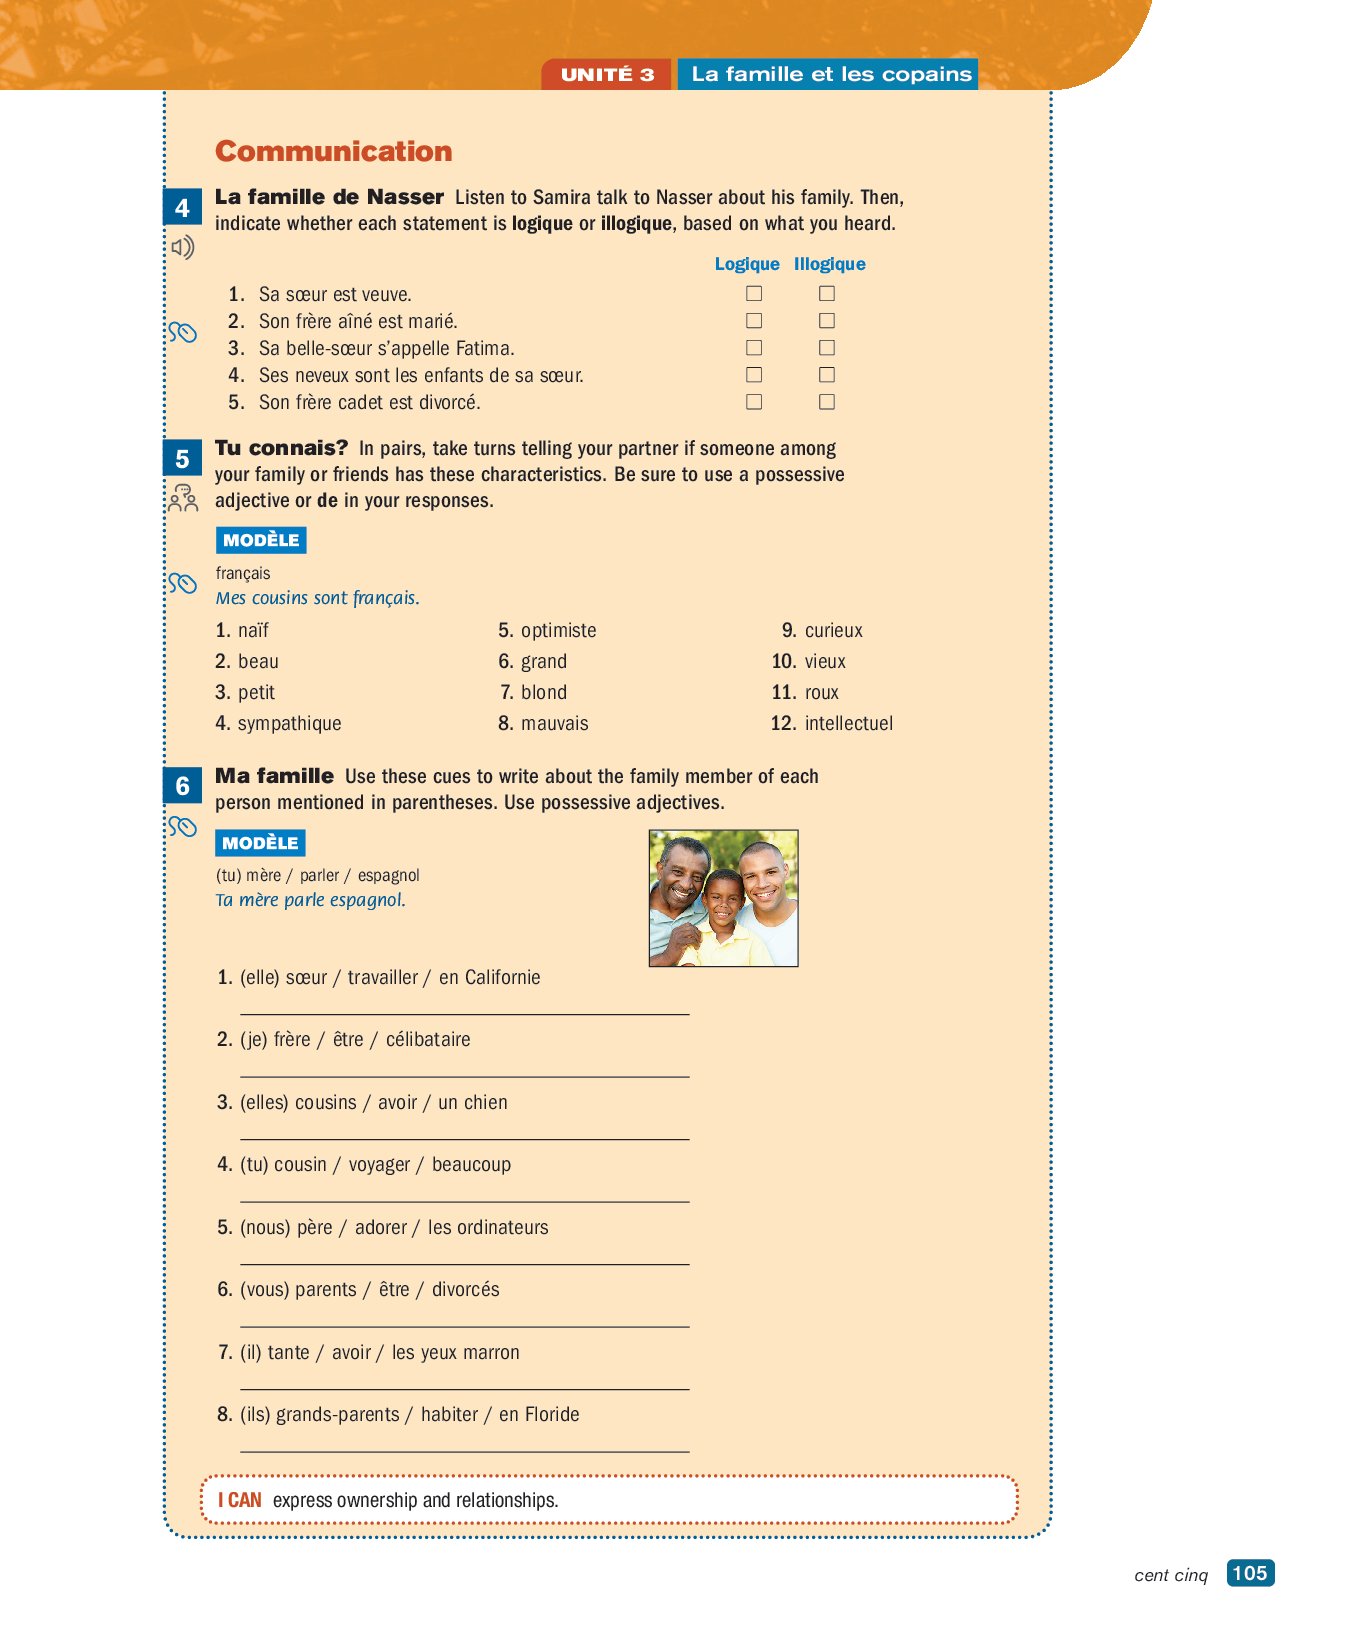 UNITÉ 3 La famille et les copains
Communication
4 La famille de Nasser Listen to Samira talk to Nasser about his family. Then,
indicate whether each statement is logique or illogique, based on what you heard.
Logique Illogique
1. Sa sœur est veuve.
2. Son frère aîné est marié.
3. Sa belle-sœur s'appelle Fatima.
4. Ses neveux sont les enfants de sa sœur.
5. Son frère cadet est divorcé.
5 Tu connais? In pairs, take turns telling your partner if someone among
your family or friends has these characteristics. Be sure to use a possessive
adjective or de in your responses.
MODÈLE
français
Mes cousins sont français.
1. naïf
2. beau
3. petit
4. sympathique
5. optimiste
6. grand
7. blond
8. mauvais
9. curieux
10. vieux
11. roux
12. intellectuel
6 Ma famille Use these cues to write about the family member of each
person mentioned in parentheses. Use possessive adjectives.
MODÈLE
(tu) mère / parler / espagnol
Ta mère parle espagnol.
1. (elle) sœur / travailler / en Californie
2. (je) frère / être / célibataire
3. (elles) cousins / avoir / un chien
4. (tu) cousin / voyager / beaucoup
5. (nous) père / adorer / les ordinateurs
6. (vous) parents / être / divorcés
7. (il) tante / avoir / les yeux marron
8. (ils) grands-parents / habiter / en Floride
I CAN express ownership and relationships.
cent cinq 105